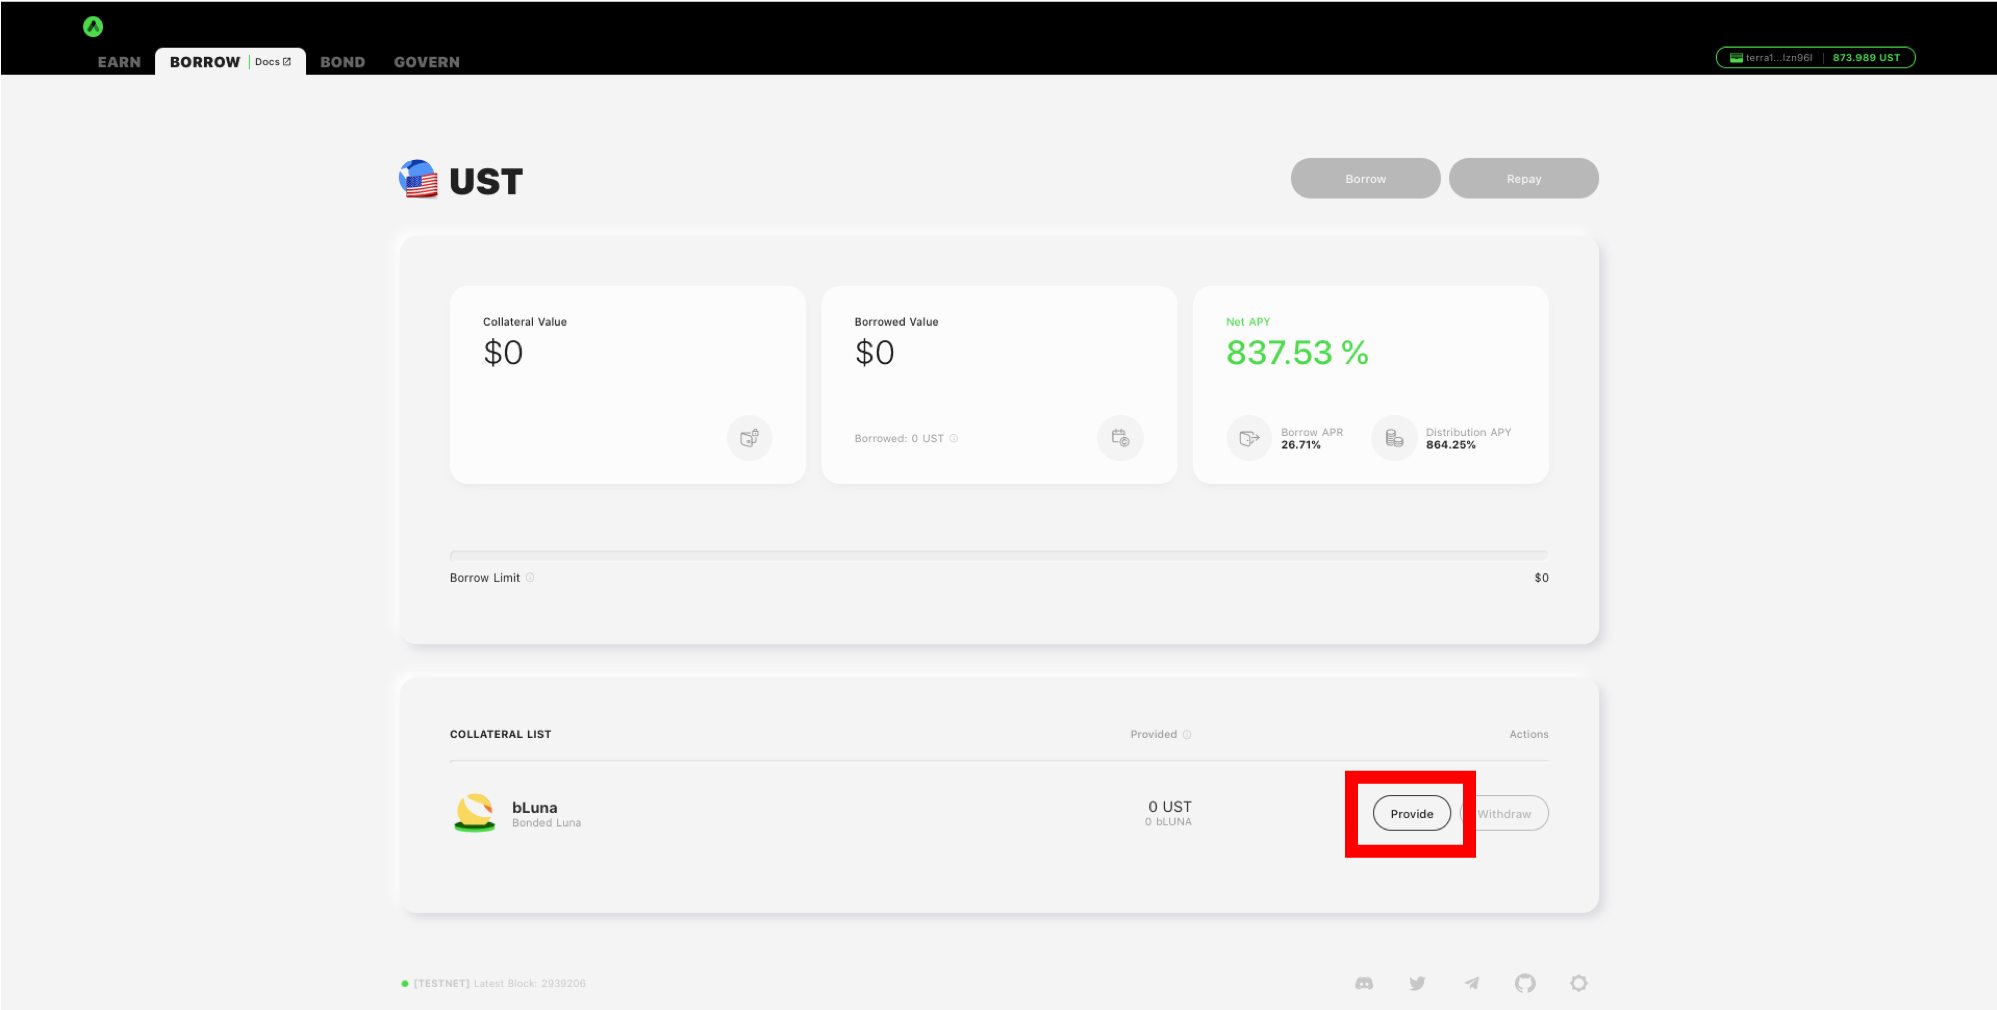 EARN BORROW Docs BOND GOVERN
terra1...lzn96l 873.989 UST
UST
Borrow Repay
Collateral Value
$0
Borrowed Value
$0
Borrowed: 0 UST
Net APY
837.53 %
Borrow APR
26.71%
Distribution APY
864.25%
Borrow Limit $0
COLLATERAL LIST Provided Actions
bLuna
Bonded Luna
0 UST
0 bLUNA
Provide Withdraw
[TESTNET] Latest Block: 2939206